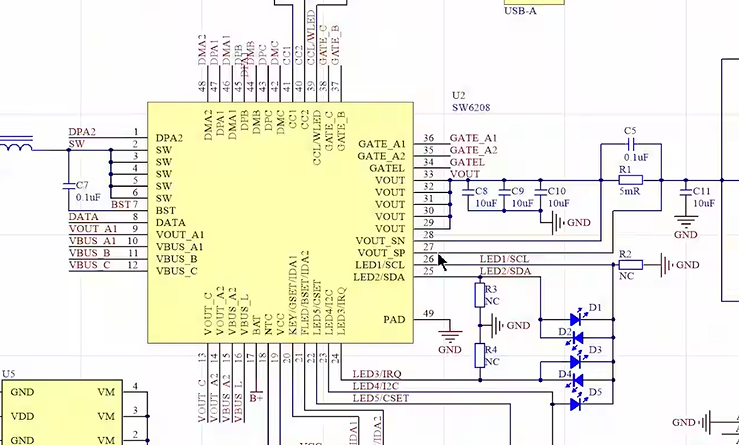 USB-A
DMA2
DPA1
DMA1
DPB
DMB
DPC
DMC
CC1
CC2
CCL/WLED
GATE_C
GATE_B
48
47
46
45
44
43
42
41
40
39
38
37
U2
SW6208
DMA2
DPA1
DMA1
DPB
DMB
DPC
DMC
CC1
CC2
CCL/WLED
GATE_C
GATE_B
DPA2 1 DPA2
SW 2 SW
3 SW
4 SW
5 SW
6 SW
BST 7 BST
DATA 8 DATA
VOUT_A1 9 VOUT_A1
VBUS_A1 10 VBUS_A1
VBUS_B 11 VBUS_B
VBUS_C 12 VBUS_C
C7
0.1uF
GATE_A1 36 GATE_A1
GATE_A2 35 GATE_A2
GATEL 34 GATEL
VOUT 33 VOUT
VOUT 32
VOUT 31
VOUT 30
VOUT 29
VOUT_SN 28
VOUT_SP 27
LED1/SCL 26 LED1/SCL
LED2/SDA 25 LED2/SDA
PAD 49
GND
C8
10uF
C9
10uF
C10
10uF
GND
C5
0.1uF
R1
5mR
C11
10uF
GND
R2
NC
GND
R3
NC
GND
R4
NC
D1
D2
D3
D4
D5
VOUT_C
VOUT_A2
VBUS_A2
VBUS_L
BAT
NTC
VCC
KEY/GSET/IDA1
FLED/BSET/IDA2
LED5/CSET
LED4/I2C
LED3/IRQ
13
14
15
16
17
18
19
20
21
22
23
24
VOUT_C
VOUT_A2
VBUS_A2
VBUS_L
B+
LED3/IRQ
LED4/I2C
LED5/CSET
IDA1
IDA2
VCC
U5
GND VM 4
VDD VM 3
GND VM 2
GND